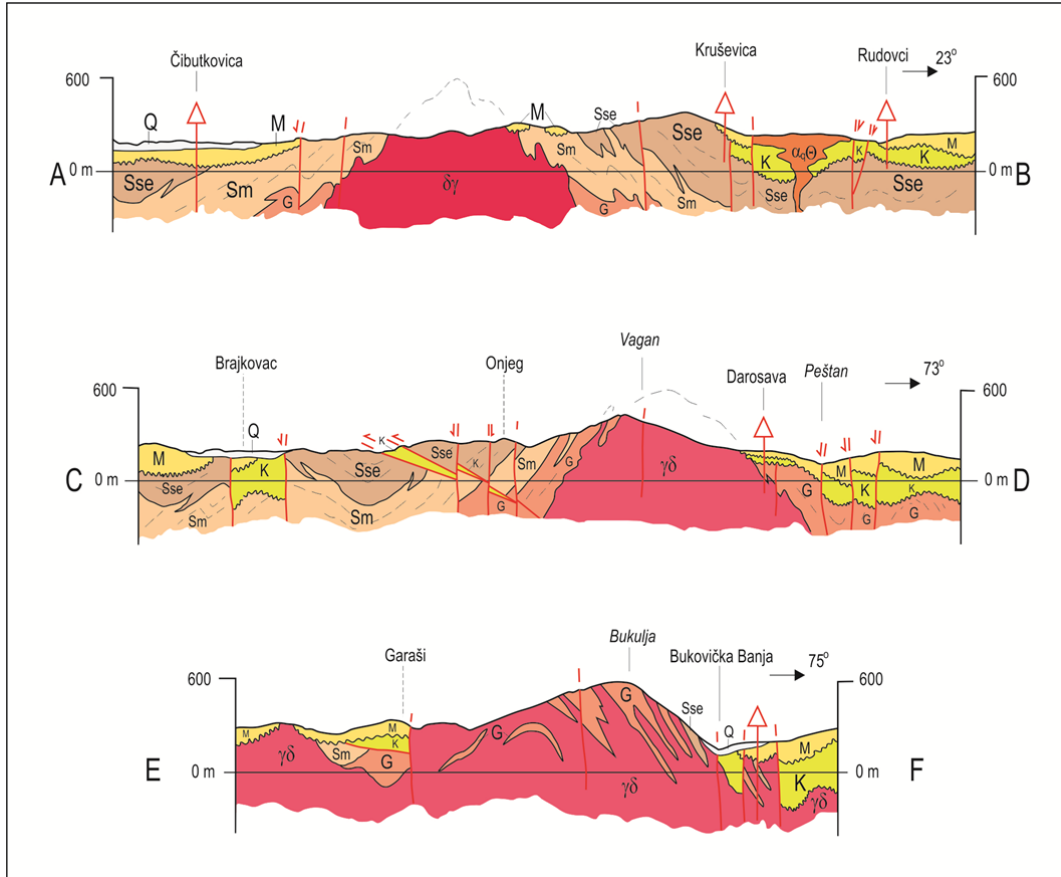 Čibutkovica Kruševica Rudovci 23°
600 600
Q M M Sse Sse
Sm Sm K αqΘ K M K
A 0 m Sse Sm δγ Sse Sse 0 m B
G G Sm
Vagan
Brajkovac Onjeg Darosava Peštan 73°
600 600
Q K
M K Sse Sse K Sm G M M
C 0 m Sse γδ G K K 0 m D
Sm Sm G G G
Bukulja
Garaši Bukovička Banja 75°
600 600
G Sse Q
M M G M
γδ Sm K G
E 0 m γδ K 0 m F
γδ